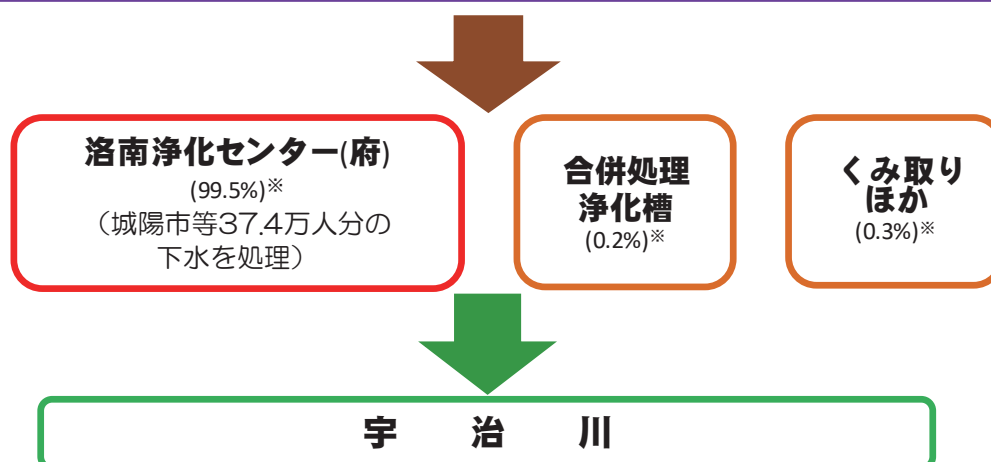 洛南浄化センター(府)
(99.5%)※
（城陽市等37.4万人分の
下水を処理）
合併処理
浄化槽
(0.2%)※
くみ取り
ほか
(0.3%)※
宇　治　川